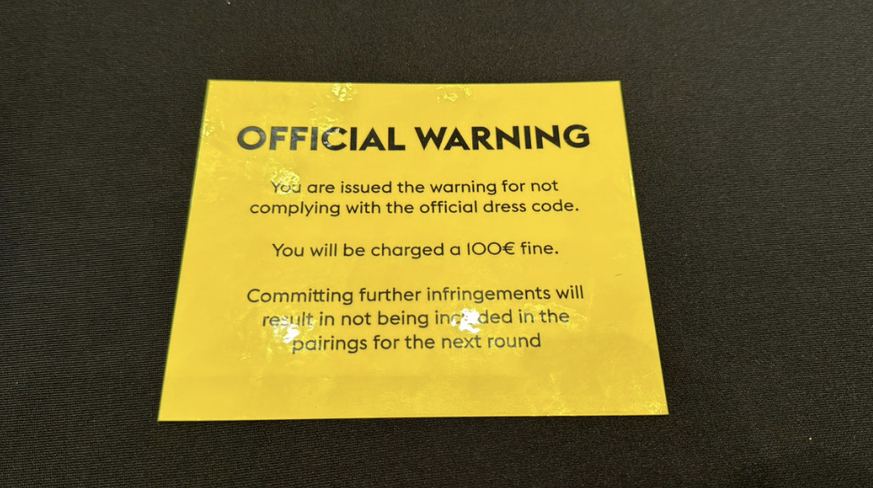 OFFICIAL WARNING
You are issued the warning for not
complying with the official dress code.
You will be charged a 100€ fine.
Committing further infringements will
result in not being included in the
pairings for the next round